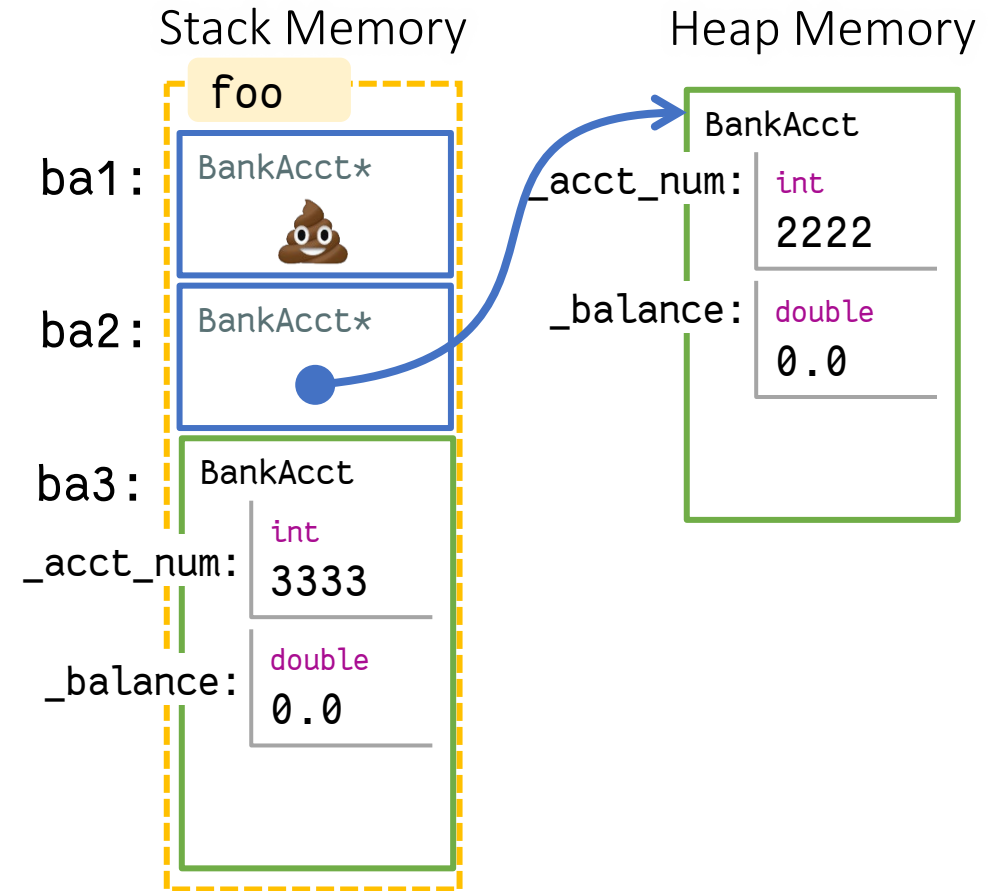 Stack Memory
Heap Memory
foo
ba1:
BankAcct*
ba2:
BankAcct*
ba3:
BankAcct
_acct_num:
int
3333
_balance:
double
0.0
BankAcct
_acct_num:
int
2222
_balance:
double
0.0